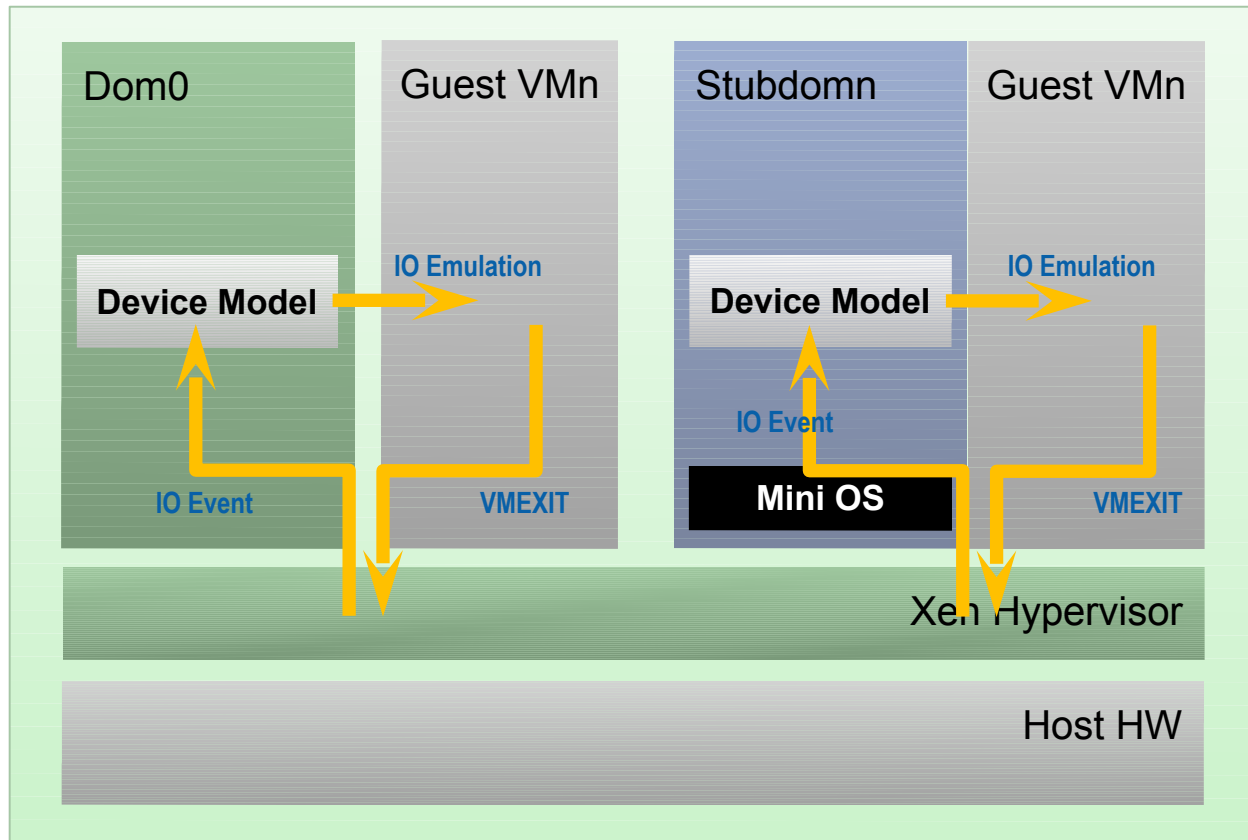 Dom0
Guest VMn
Stubdomn
Guest VMn
IO Emulation
Device Model
IO Emulation
Device Model
IO Event
IO Event
VMEXIT
Mini OS
VMEXIT
Xen Hypervisor
Host HW